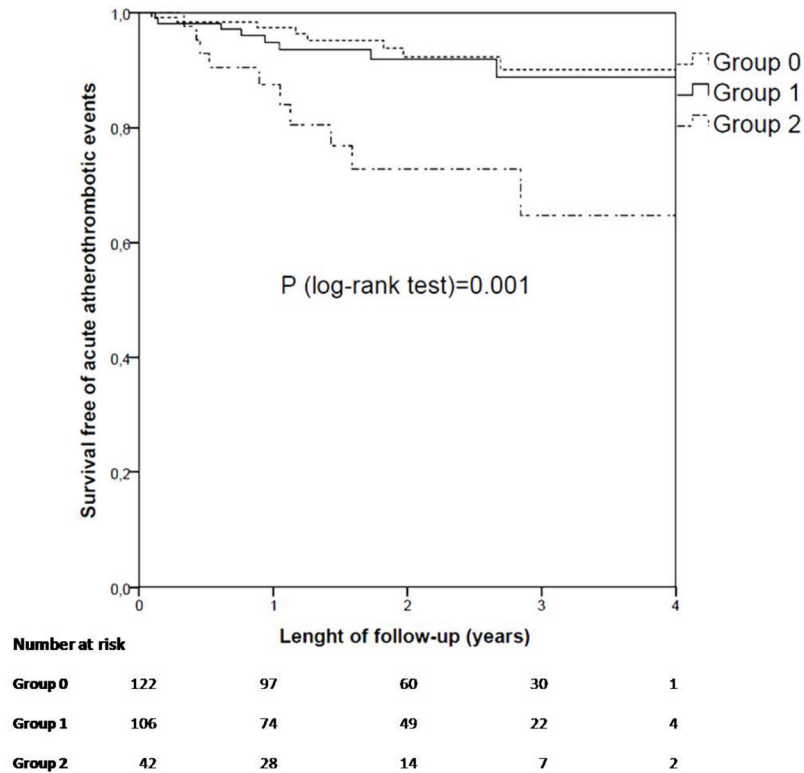 Survival free of acute atherothrombotic events
1,0
0,8
0,6
0,4
0,2
0,0
Group 0
Group 1
Group 2
P (log-rank test)=0.001
0 1 2 3 4
Lenght of follow-up (years)
Number at risk
Group 0 122 97 60 30 1
Group 1 106 74 49 22 4
Group 2 42 28 14 7 2